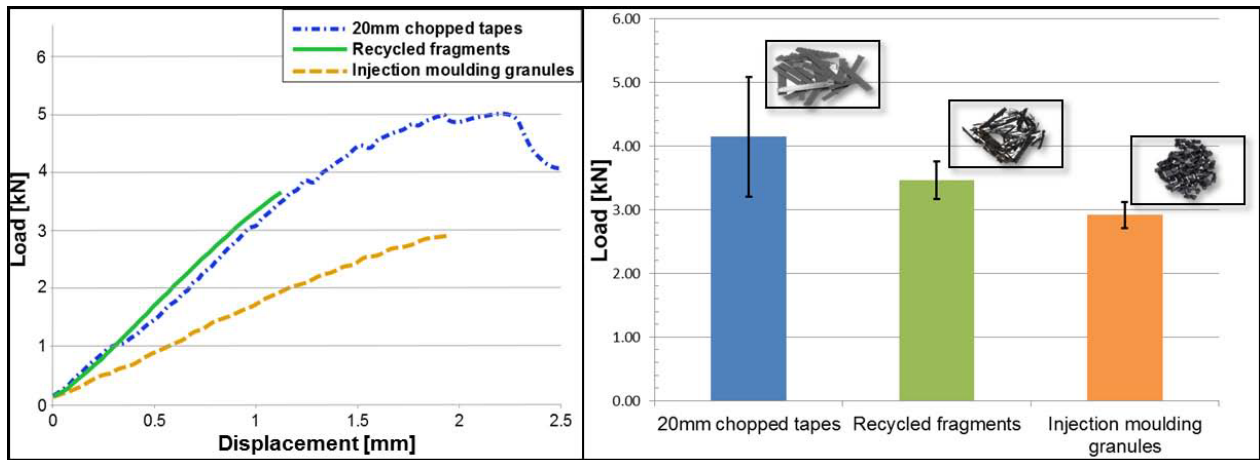 20mm chopped tapes
Recycled fragments
Injection moulding granules
6
5
4
3
2
1
0
Load [kN]
0
0.5
1
1.5
2
2.5
Displacement [mm]
6.00
5.00
4.00
3.00
2.00
1.00
0.00
Load [kN]
20mm chopped tapes
Recycled fragments
Injection moulding
granules